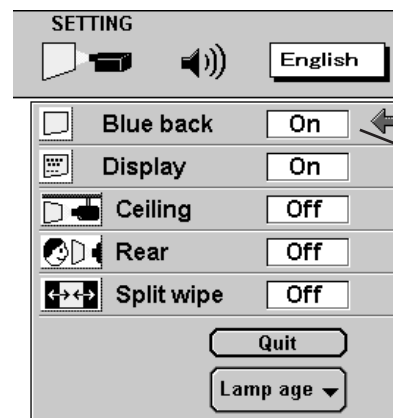 SETTING
English
Blue back On
Display On
Ceiling Off
Rear Off
Split wipe Off
Quit
Lamp age